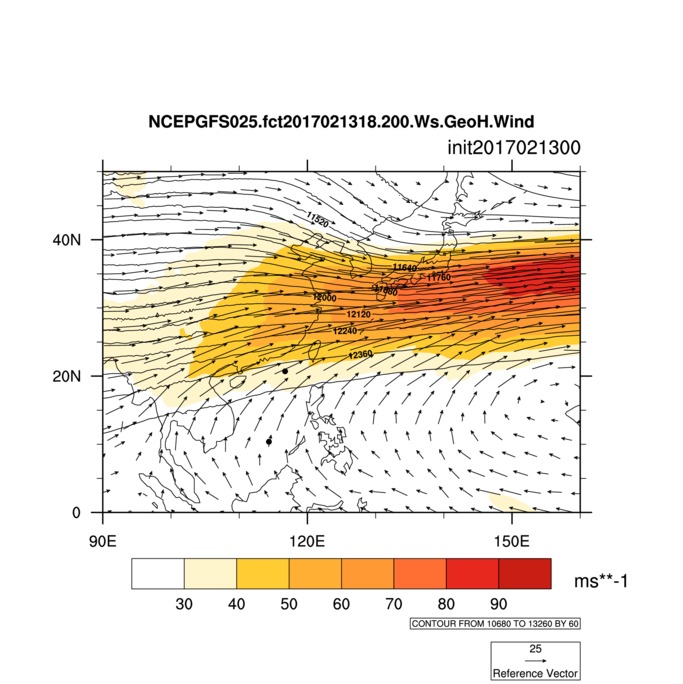 NCEPGFS025.fct2017021318.200.Ws.GeoH.Wind
init2017021300
40N
20N
0
11520
11640
11760
11880
12000
12120
12240
12360
90E 120E 150E
30 40 50 60 70 80 90
ms**-1
CONTOUR FROM 10680 TO 13260 BY 60
25
Reference Vector